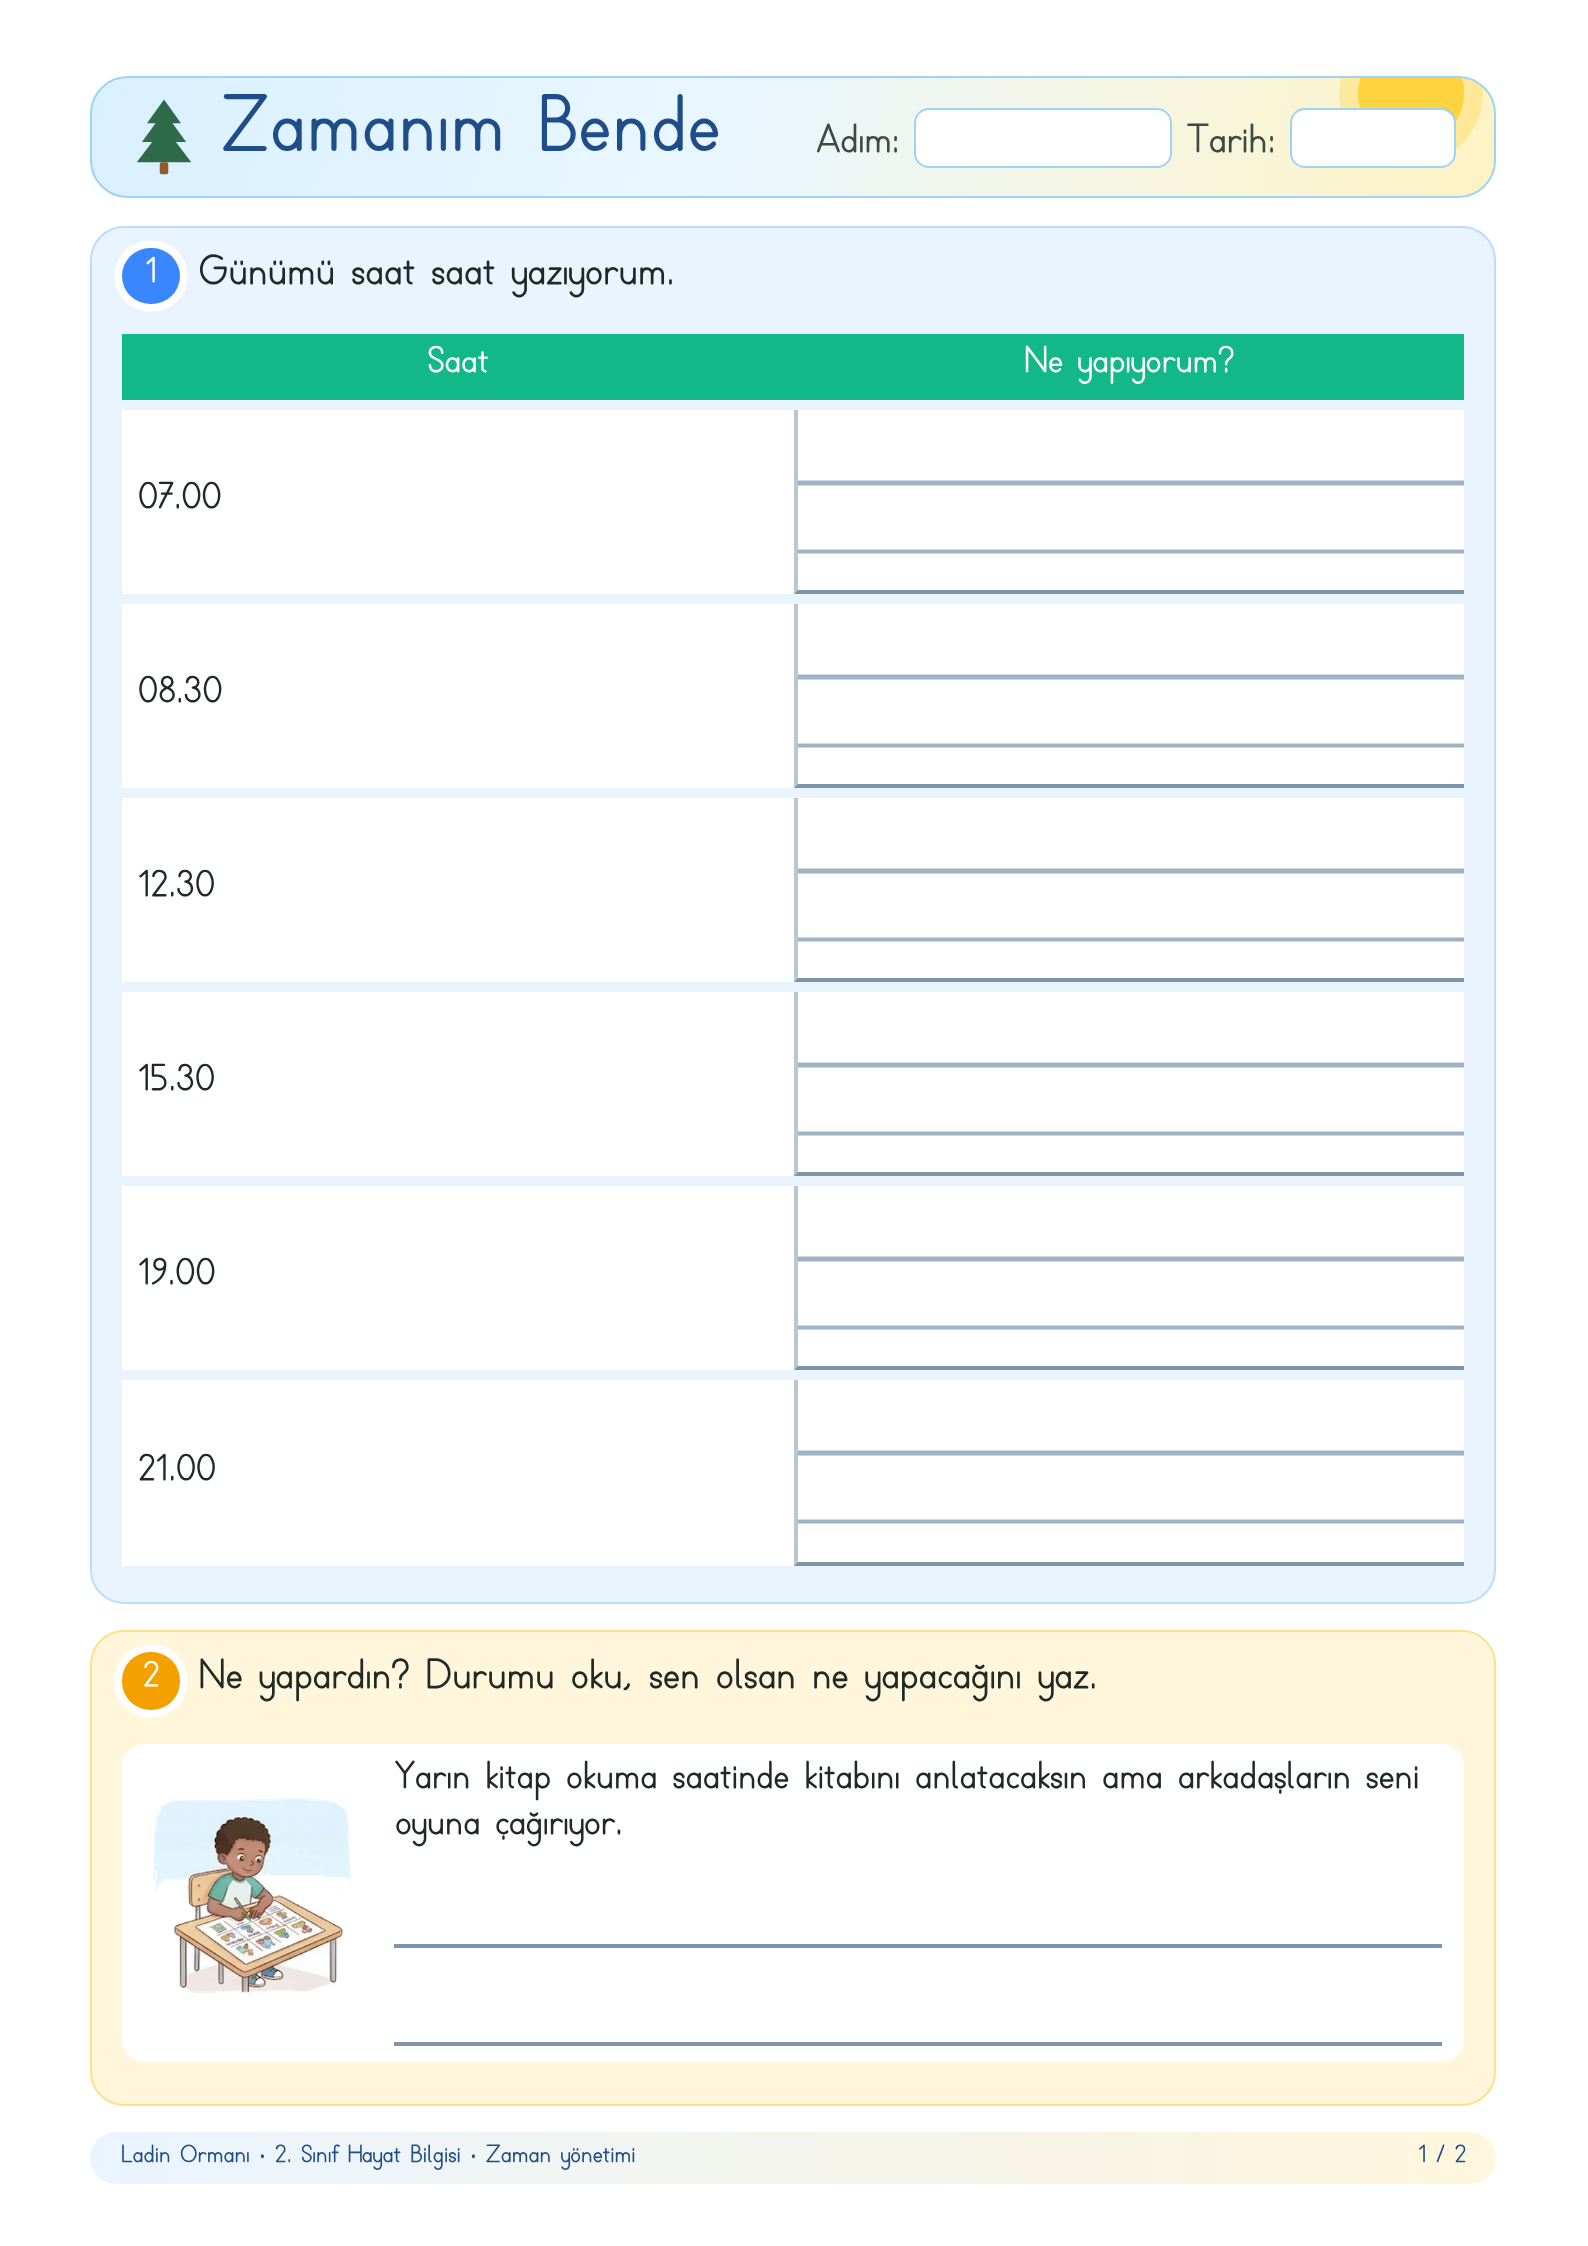 Zamanım Bende
Adım:
Tarih:
1
Günümü saat saat yazıyorum.
Saat
Ne yapıyorum?
07.00
08.30
12.30
15.30
19.00
21.00
2
Ne yapardın? Durumu oku, sen olsan ne yapacağını yaz.
Yarın kitap okuma saatinde kitabını anlatacaksın ama arkadaşların seni
oyuna çağırıyor.
Ladin Ormanı • 2. Sınıf Hayat Bilgisi • Zaman yönetimi
1 / 2